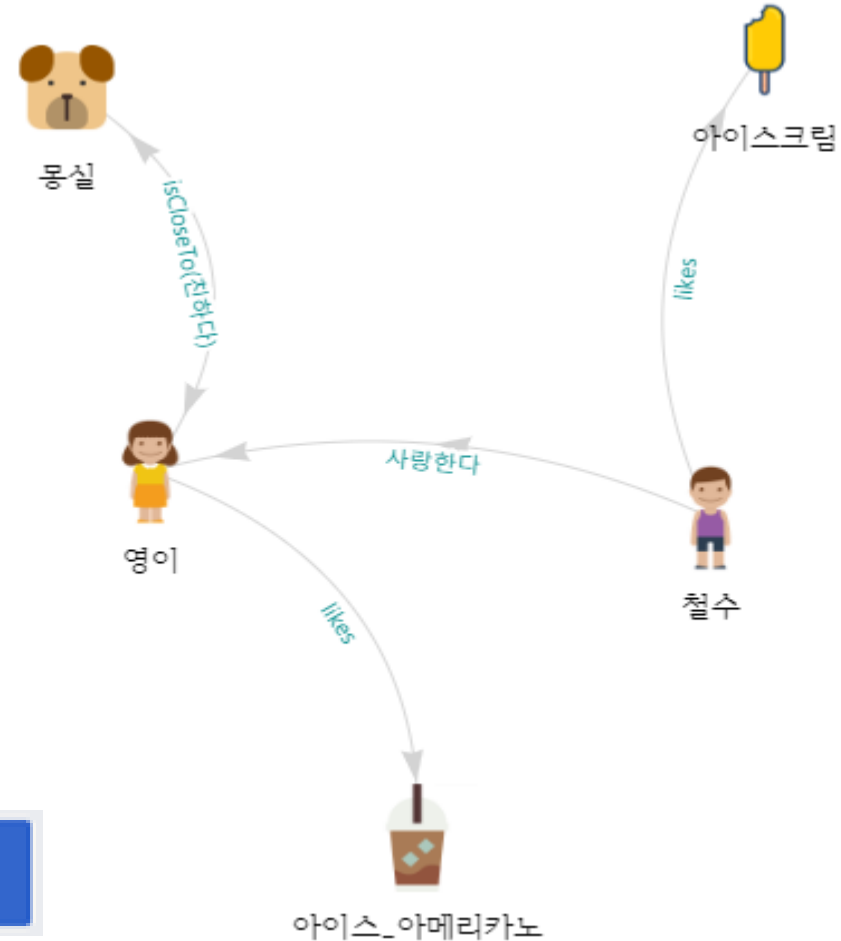 아이스크림
몽실
isCloseTo(친하다)
likes
사랑한다
영이
철수
likes
아이스_아메리카노